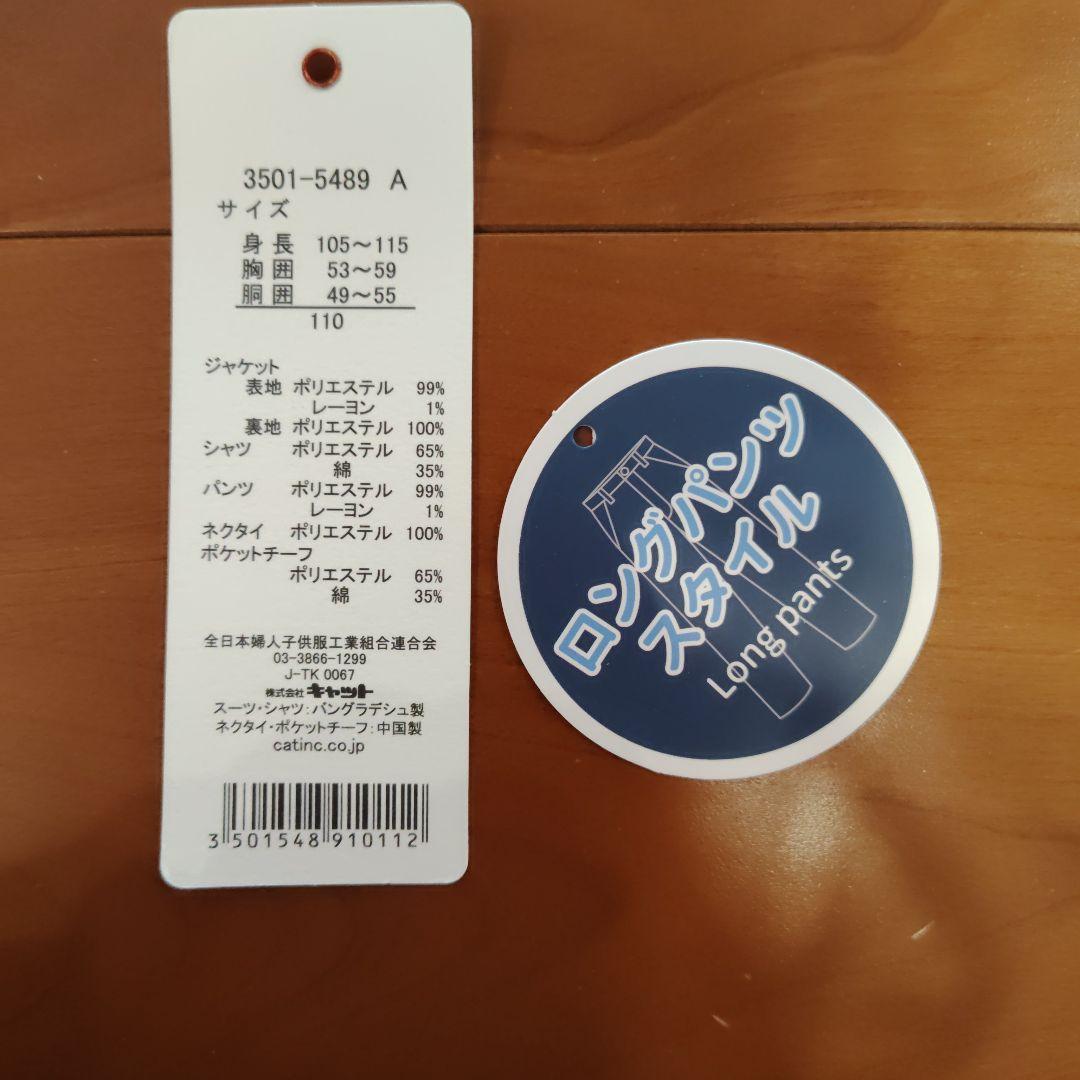 3501-5489 A
サイズ
身長 105～115
胸囲 53～59
胴囲 49～55
110
ジャケット
表地 ポリエステル 99%
レーヨン 1%
裏地 ポリエステル 100%
シャツ ポリエステル 65%
綿 35%
パンツ ポリエステル 99%
レーヨン 1%
ネクタイ ポリエステル 100%
ポケットチーフ
ポリエステル 65%
綿 35%
全日本婦人子供服工業組合連合会
03-3866-1299
J-TK 0067
株式会社 キャット
スーツ・シャツ：バングラデシュ製
ネクタイ・ポケットチーフ：中国製
catinc.co.jp
3 501548 910112
ロングパンツ
スタイル
Long pants